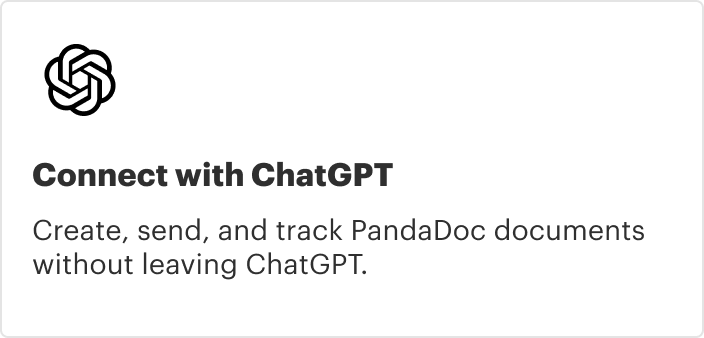 Connect with ChatGPT
Create, send, and track PandaDoc documents
without leaving ChatGPT.